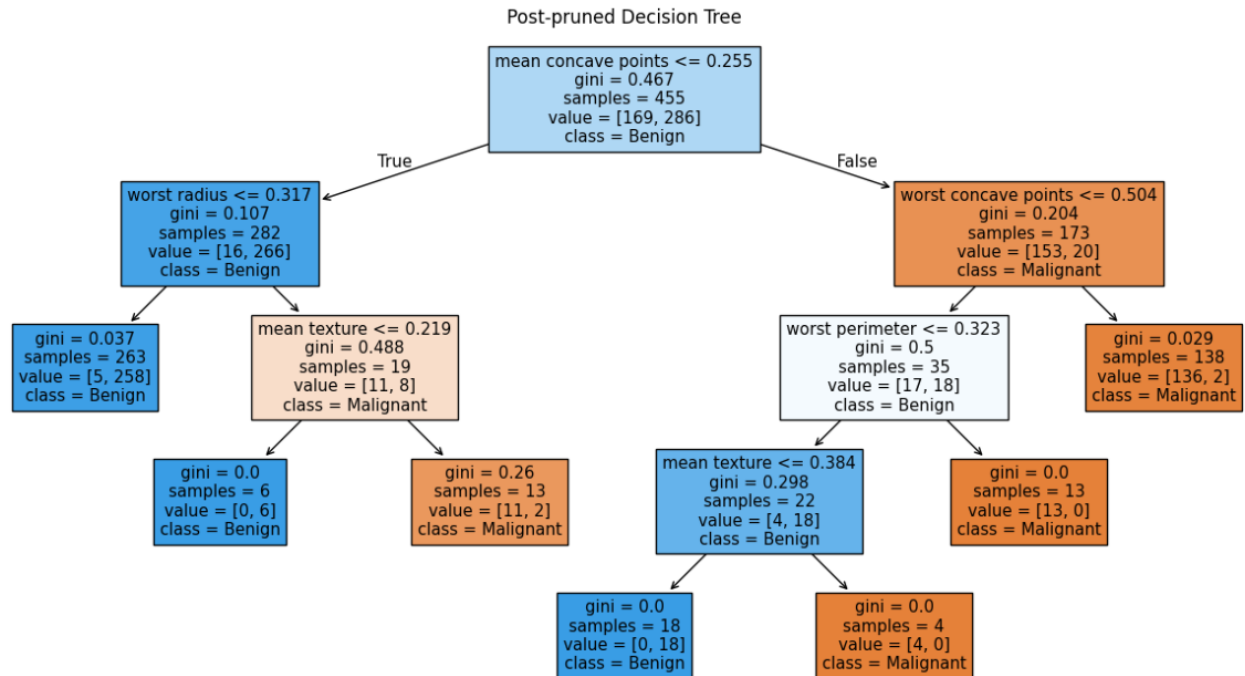 Post-pruned Decision Tree
mean concave points <= 0.255
gini = 0.467
samples = 455
value = [169, 286]
class = Benign
True
False
worst radius <= 0.317
gini = 0.107
samples = 282
value = [16, 266]
class = Benign
worst concave points <= 0.504
gini = 0.204
samples = 173
value = [153, 20]
class = Malignant
gini = 0.037
samples = 263
value = [5, 258]
class = Benign
mean texture <= 0.219
gini = 0.488
samples = 19
value = [11, 8]
class = Malignant
worst perimeter <= 0.323
gini = 0.5
samples = 35
value = [17, 18]
class = Benign
gini = 0.029
samples = 138
value = [136, 2]
class = Malignant
gini = 0.0
samples = 6
value = [0, 6]
class = Benign
gini = 0.26
samples = 13
value = [11, 2]
class = Malignant
mean texture <= 0.384
gini = 0.298
samples = 22
value = [4, 18]
class = Benign
gini = 0.0
samples = 13
value = [13, 0]
class = Malignant
gini = 0.0
samples = 18
value = [0, 18]
class = Benign
gini = 0.0
samples = 4
value = [4, 0]
class = Malignant